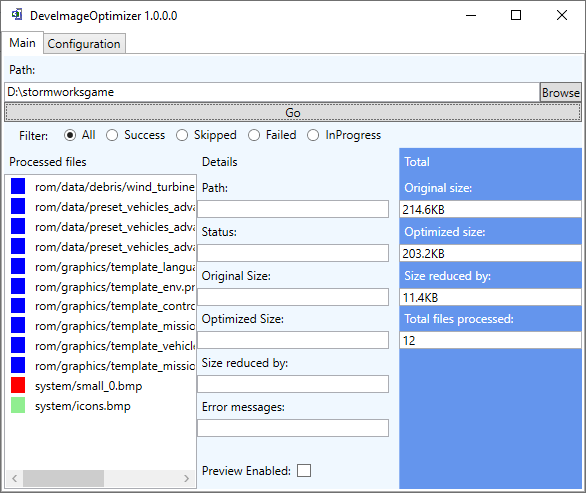 DeveImageOptimizer 1.0.0.0
Main Configuration
Path:
D:\stormworksgame Browse
Go
Filter: All Success Skipped Failed InProgress
Processed files
rom/data/debris/wind_turbine
rom/data/preset_vehicles_adva
rom/data/preset_vehicles_adva
rom/data/preset_vehicles_adva
rom/graphics/template_langua
rom/graphics/template_env.pn
rom/graphics/template_contro
rom/graphics/template_missio
rom/graphics/template_vehicle
rom/graphics/template_missio
system/small_0.bmp
system/icons.bmp
Details
Path:
Status:
Original Size:
Optimized Size:
Size reduced by:
Error messages:
Preview Enabled:
Total
Original size:
214.6KB
Optimized size:
203.2KB
Size reduced by:
11.4KB
Total files processed:
12